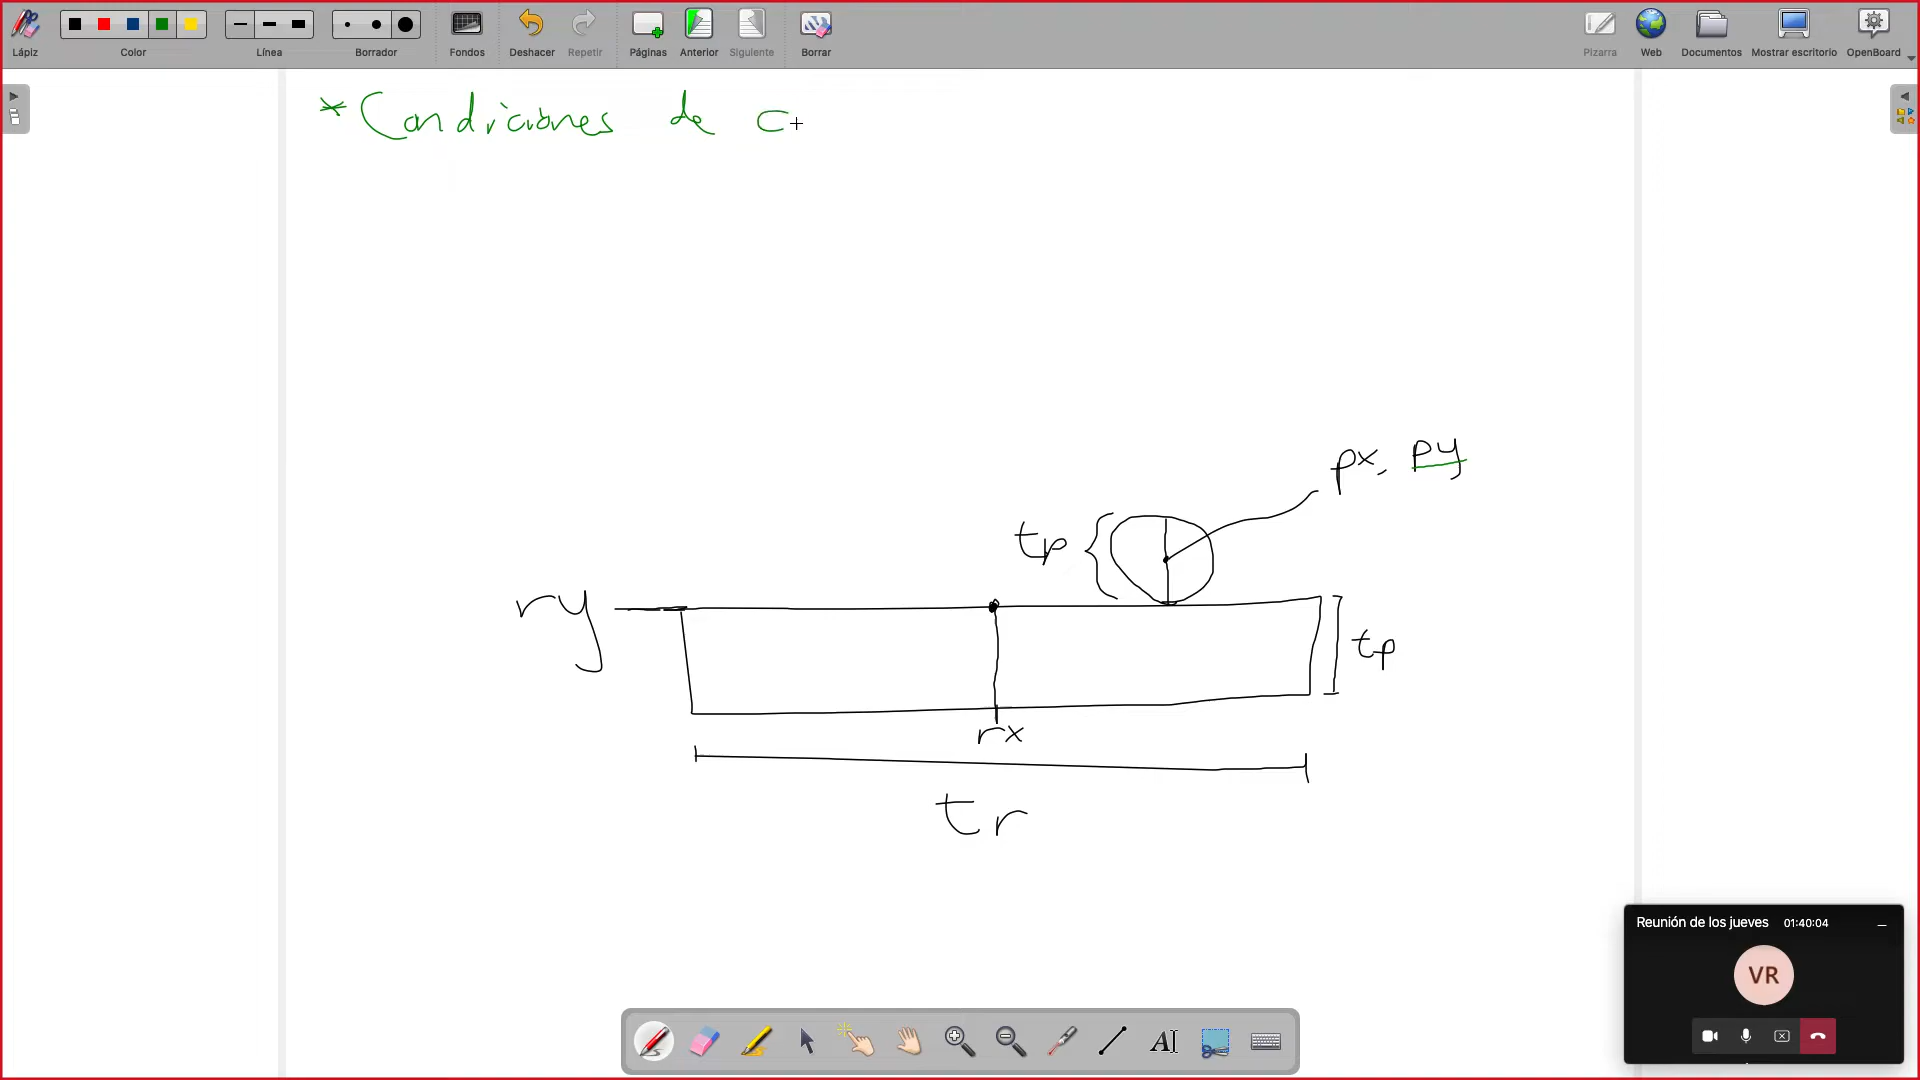 Lápiz Color Línea Borrador Fondos Deshacer Repetir Páginas Anterior Siguiente Borrar Pizarra Web Documentos Mostrar escritorio OpenBoard
*Condiciones de c
px, py
tp
ry
tp
rx
tr
Reunión de los jueves 01:40:04
VR
AI